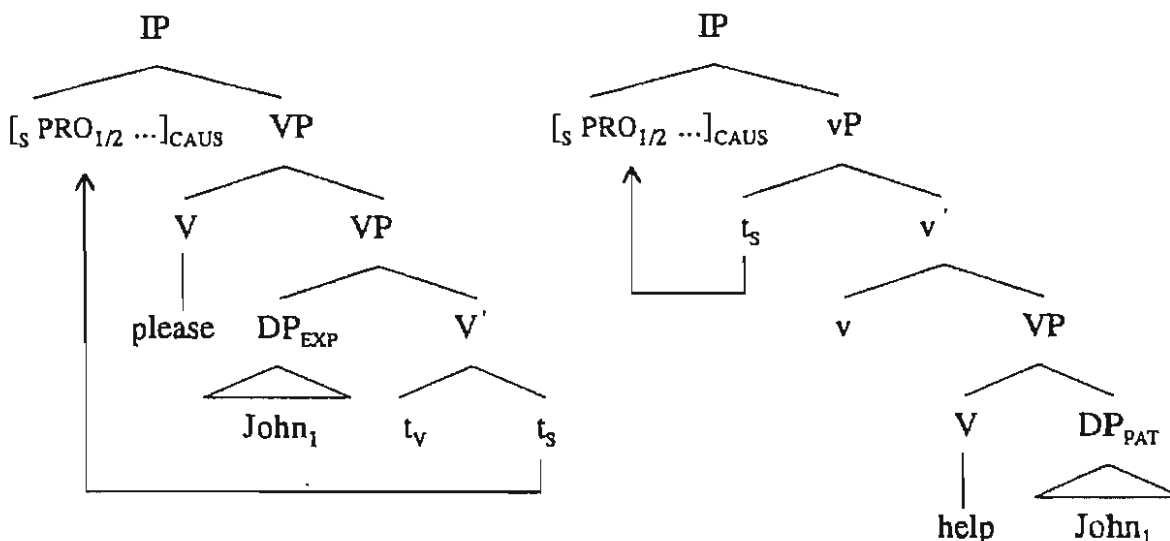 IP IP
[S PRO1/2 ...]CAUS VP [S PRO1/2 ...]CAUS vP
V VP tS v'
please DPEXP V' v VP
John1 tV tS V DPPAT
help John1